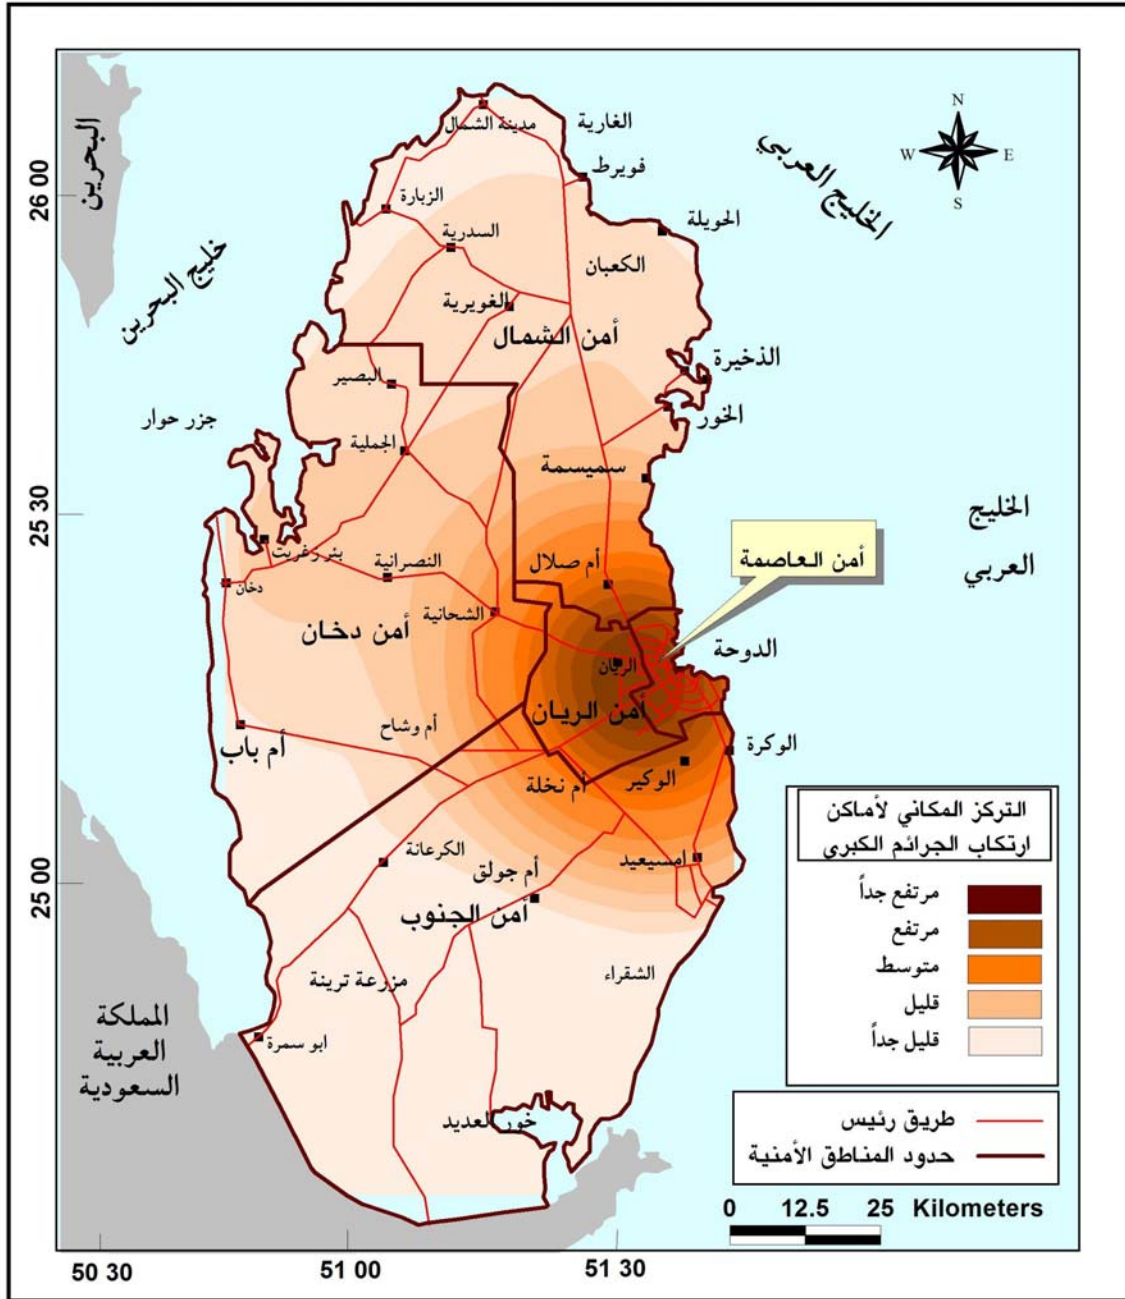 N
W
E
S
البحرين
خليج البحرين
الخليج العربي
مدينة الشمال
الغارية
فويرط
الزبارة
الحويلة
السدرية
الكعبان
الغويرية
أمن الشمال
الذخيرة
البصير
الخور
جزر حوار
الجملية
سميسمة
الخليج
العربي
بئر زغريت
النصرانية
أم صلال
أمن العاصمة
دخان
الشحانية
أمن دخان
الدوحة
الريان
أمن الريان
أم وشاح
أم باب
الوكرة
أم نخلة
الوكير
الكرعانة
امسيعيد
أم جولق
أمن الجنوب
الشقراء
مزرعة ترينة
المملكة
العربية
السعودية
ابو سمرة
خور العديد
التركز المكاني لأماكن
ارتكاب الجرائم الكبري
مرتفع جداً
مرتفع
متوسط
قليل
قليل جداً
طريق رئيس
حدود المناطق الأمنية
0 12.5 25 Kilometers
26 00
25 30
25 00
50 30
51 00
51 30